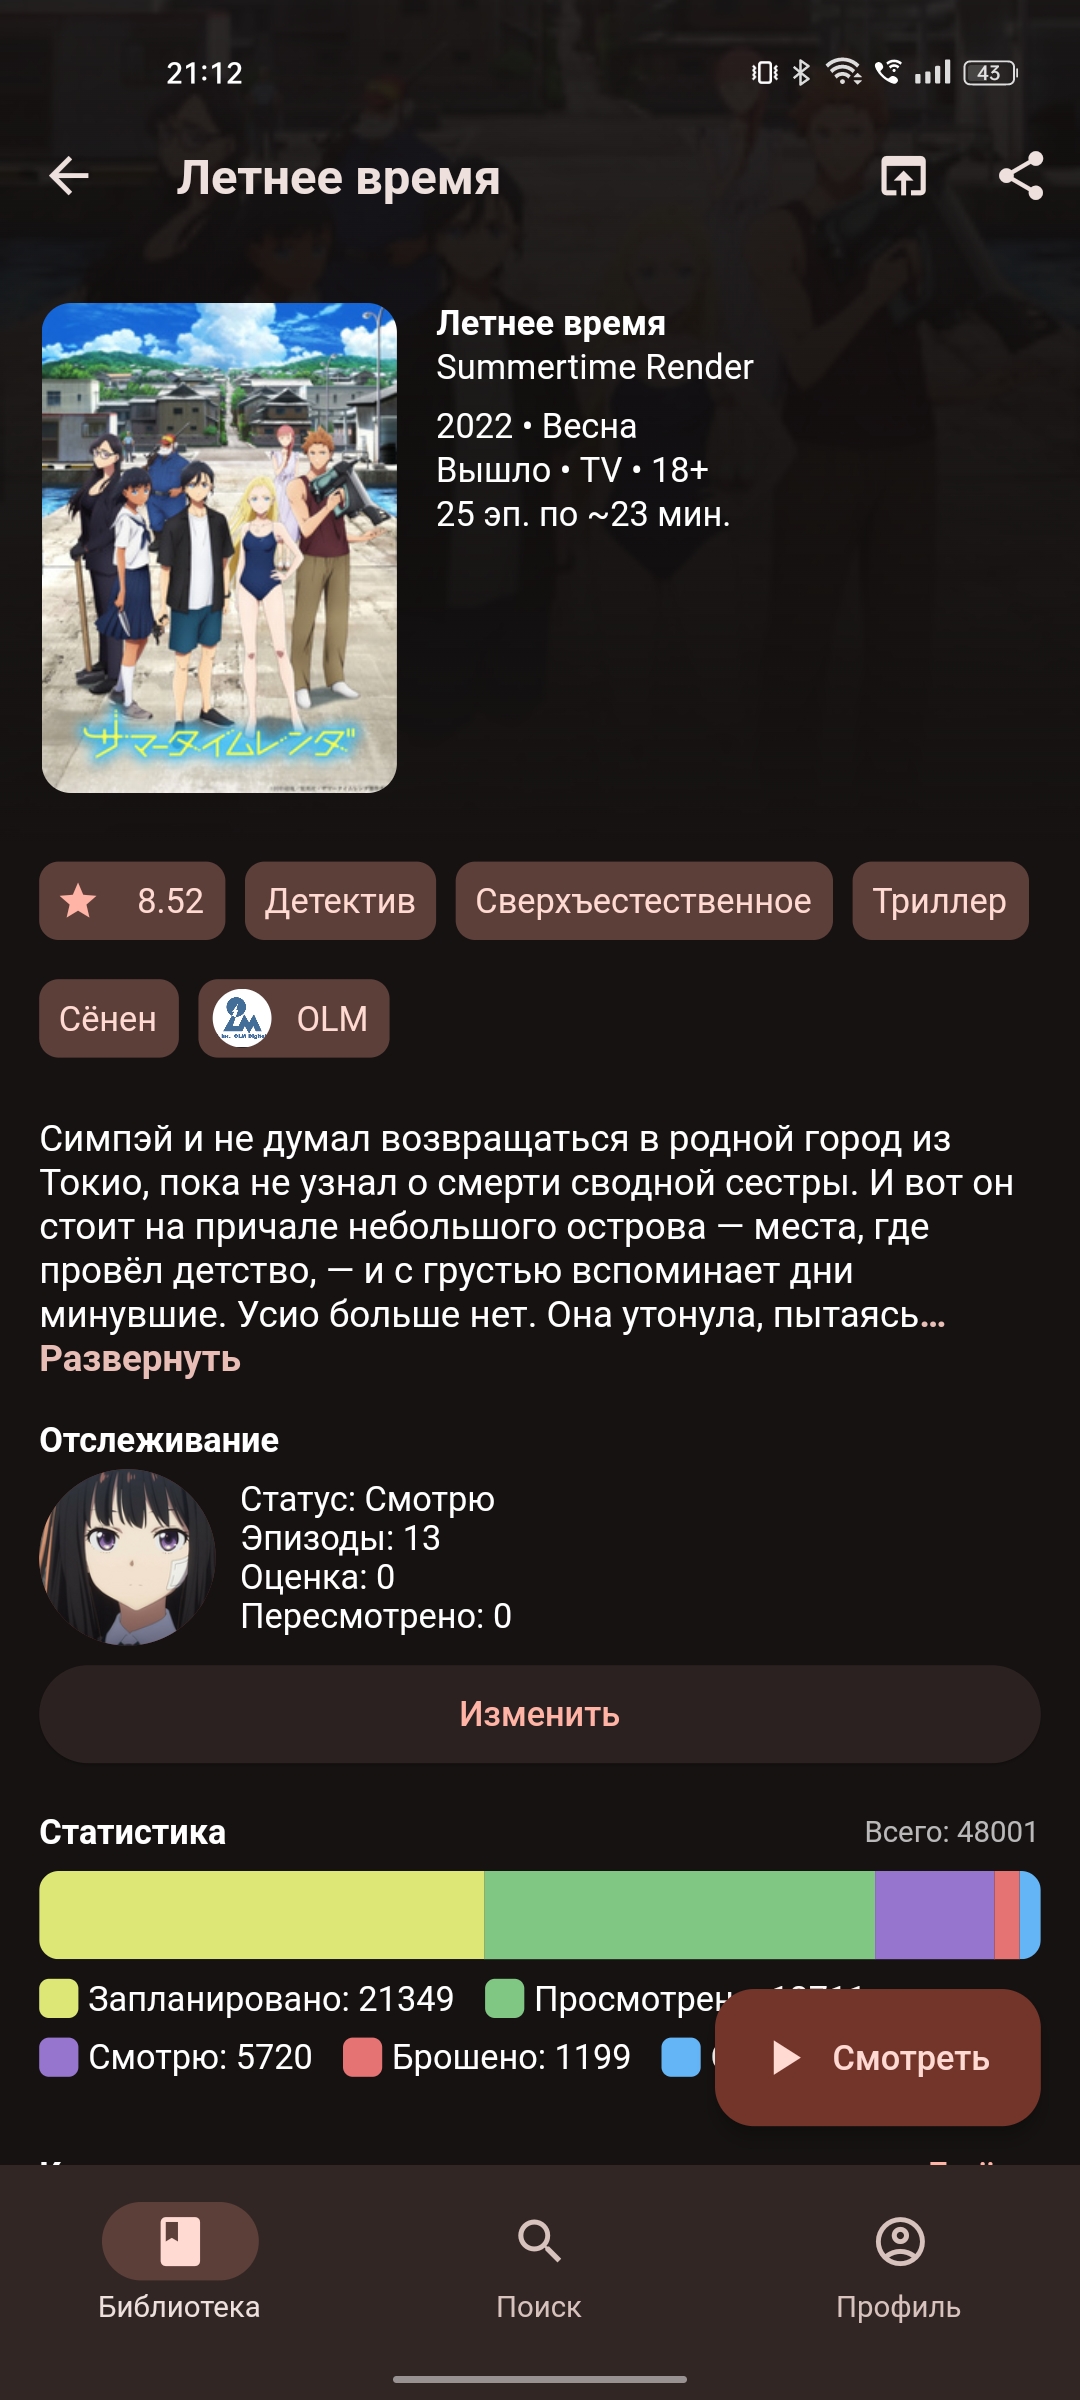 21:12
43
Летнее время
Летнее время
Summertime Render
2022 • Весна
Вышло • TV • 18+
25 эп. по ~23 мин.
サマータイムレンダ
8.52
Детектив
Сверхъестественное
Триллер
Сёнен
OLM
Симпэй и не думал возвращаться в родной город из
Токио, пока не узнал о смерти сводной сестры. И вот он
стоит на причале небольшого острова — места, где
провёл детство, — и с грустью вспоминает дни
минувшие. Усио больше нет. Она утонула, пытаясь...
Развернуть
Отслеживание
Статус: Смотрю
Эпизоды: 13
Оценка: 0
Пересмотрено: 0
Изменить
Статистика
Всего: 48001
Запланировано: 21349
Смотрю: 5720
Брошено: 1199
Смотреть
Библиотека
Поиск
Профиль